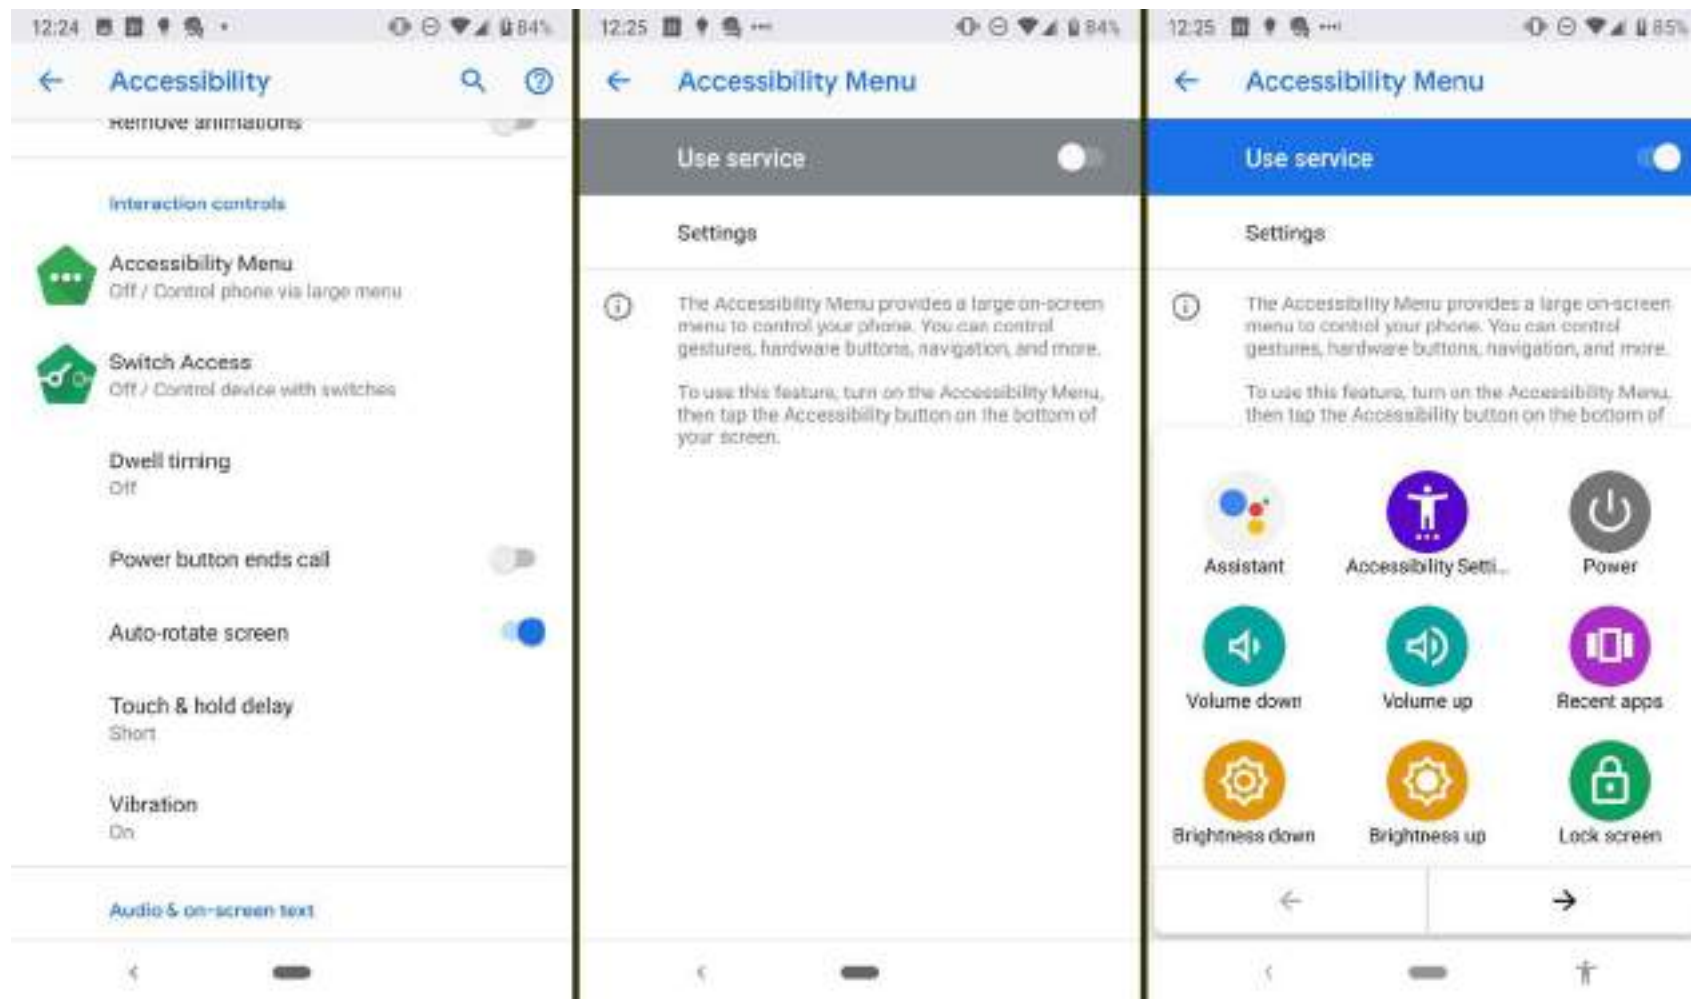 12:24
84%
Accessibility
Remove animations
Interaction controls
Accessibility Menu
Off / Control phone via large menu
Switch Access
Off / Control device with switches
Dwell timing
Off
Power button ends call
Auto-rotate screen
Touch & hold delay
Short
Vibration
On
Audio & on-screen text
12:25
84%
Accessibility Menu
Use service
Settings
The Accessibility Menu provides a large on-screen
menu to control your phone. You can control
gestures, hardware buttons, navigation, and more.
To use this feature, turn on the Accessibility Menu,
then tap the Accessibility button on the bottom of
your screen.
12:25
85%
Accessibility Menu
Use service
Settings
The Accessibility Menu provides a large on-screen
menu to control your phone. You can control
gestures, hardware buttons, navigation, and more.
To use this feature, turn on the Accessibility Menu,
then tap the Accessibility button on the bottom of
Assistant
Accessibility Setti...
Power
Volume down
Volume up
Recent apps
Brightness down
Brightness up
Lock screen